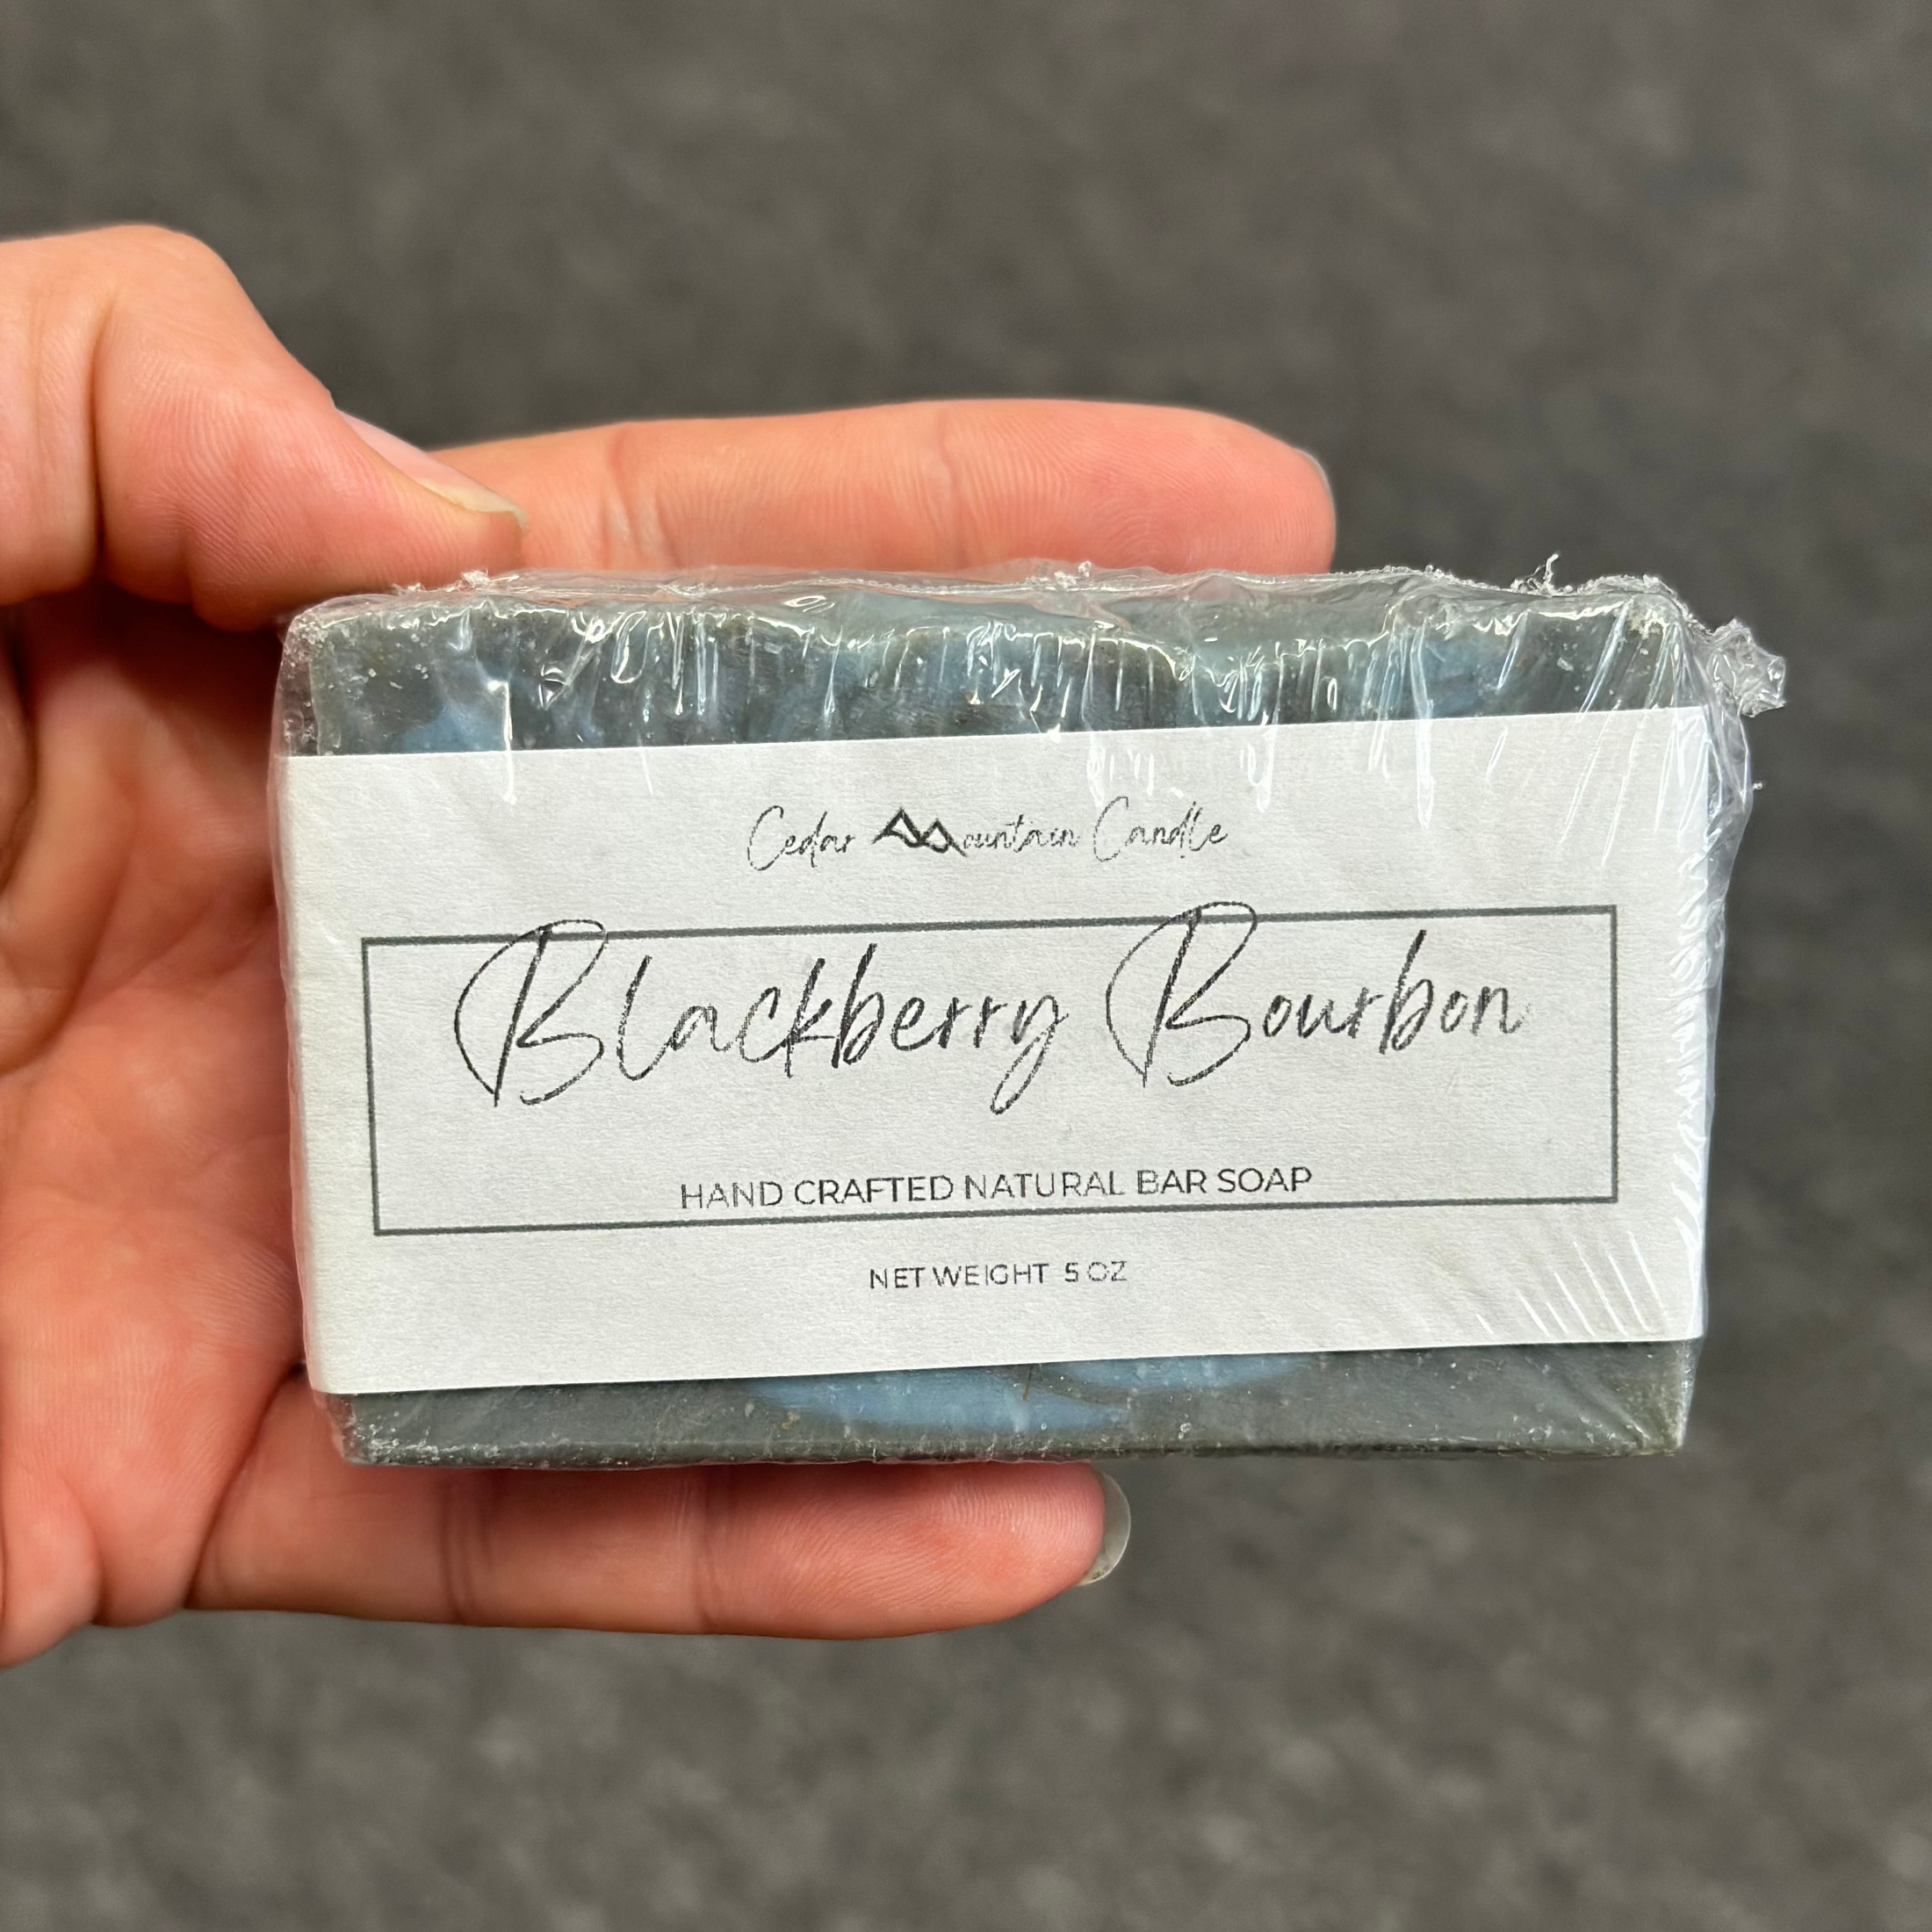 Cedar Mountain Candle
Blackberry Bourbon
HAND CRAFTED NATURAL BAR SOAP
NET WEIGHT 5 OZ